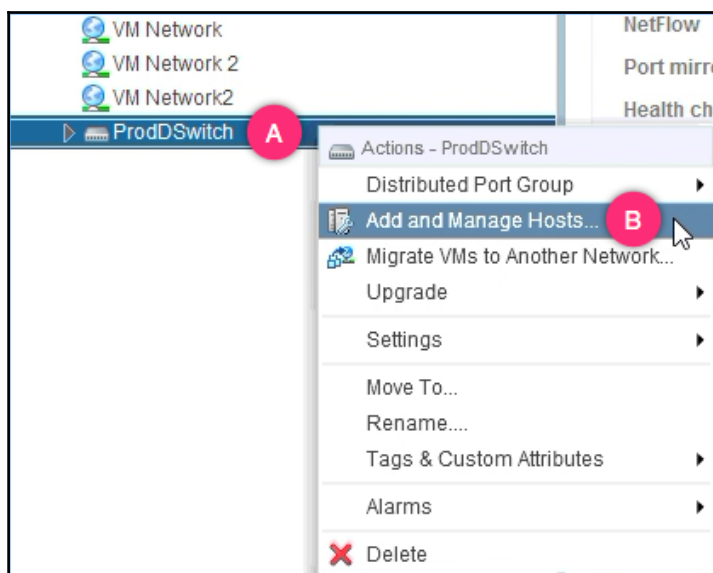 VM Network
VM Network 2
VM Network2
ProdDSwitch
A
NetFlow
Port mirr
Health ch
Actions - ProdDSwitch
Distributed Port Group
Add and Manage Hosts...
B
Migrate VMs to Another Network...
Upgrade
Settings
Move To...
Rename....
Tags & Custom Attributes
Alarms
Delete